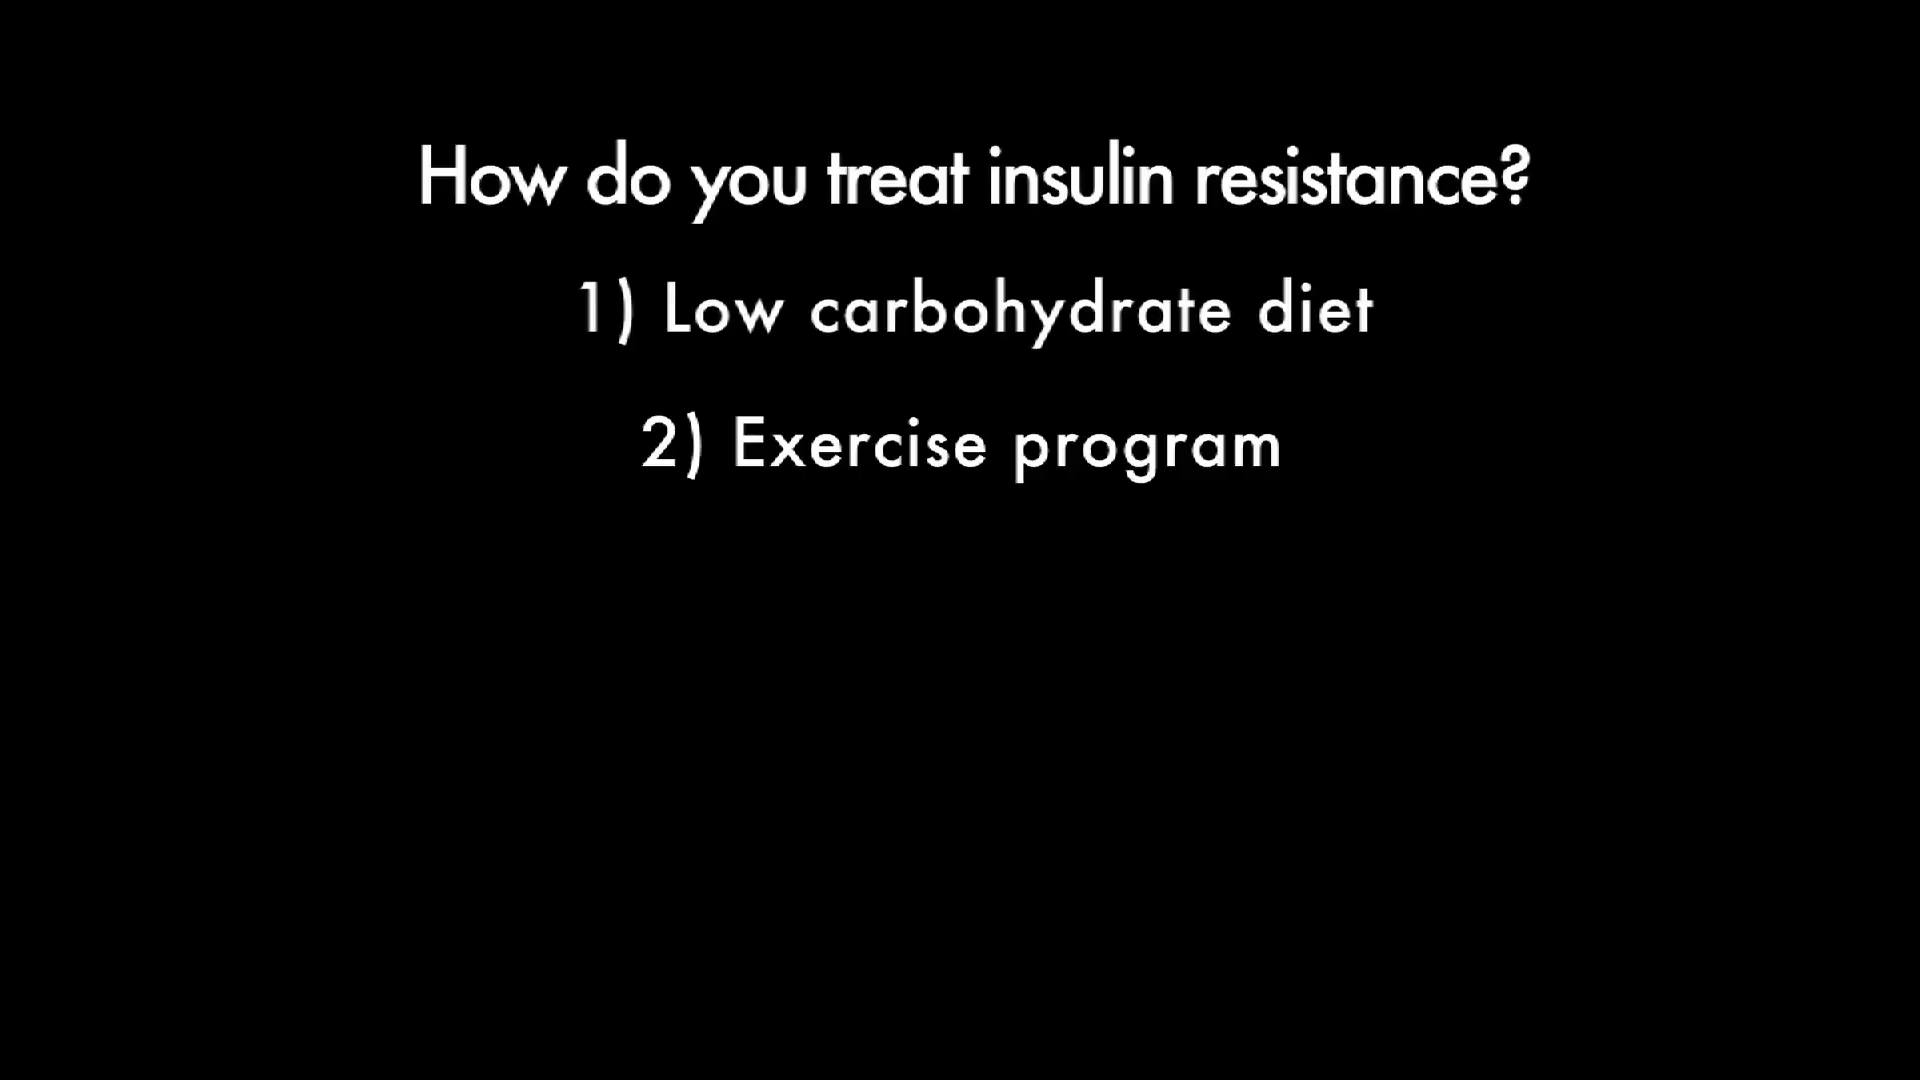 How do you treat insulin resistance?
1) Low carbohydrate diet
2) Exercise program